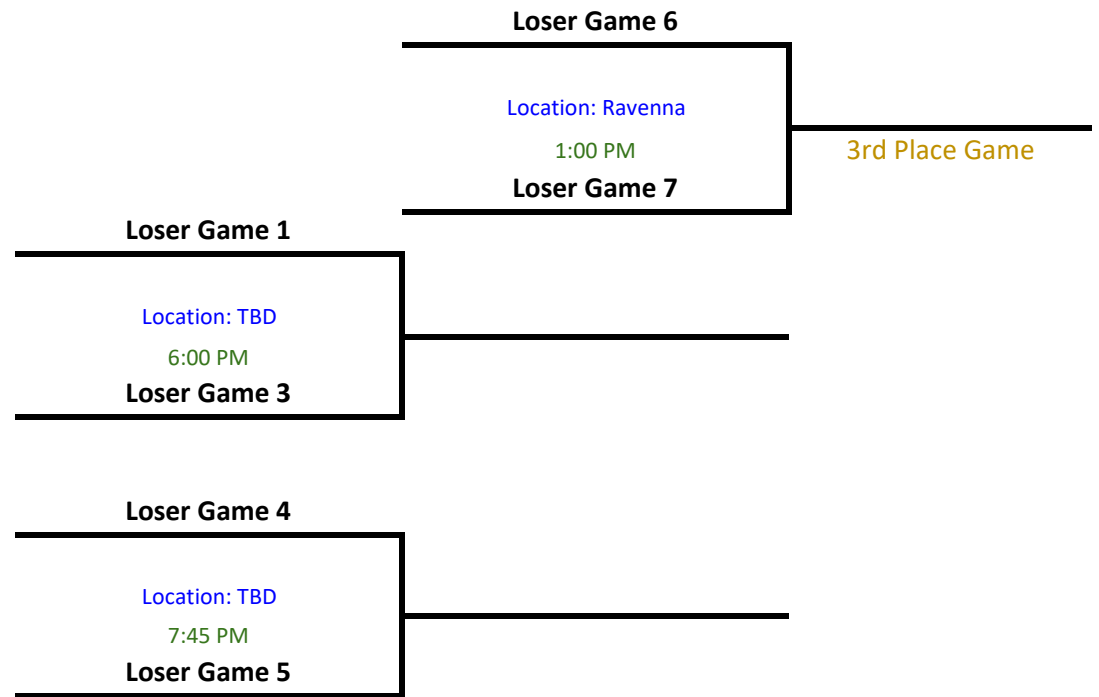 Loser Game 6
Location: Ravenna
1:00 PM
3rd Place Game
Loser Game 7
Loser Game 1
Location: TBD
6:00 PM
Loser Game 3
Loser Game 4
Location: TBD
7:45 PM
Loser Game 5